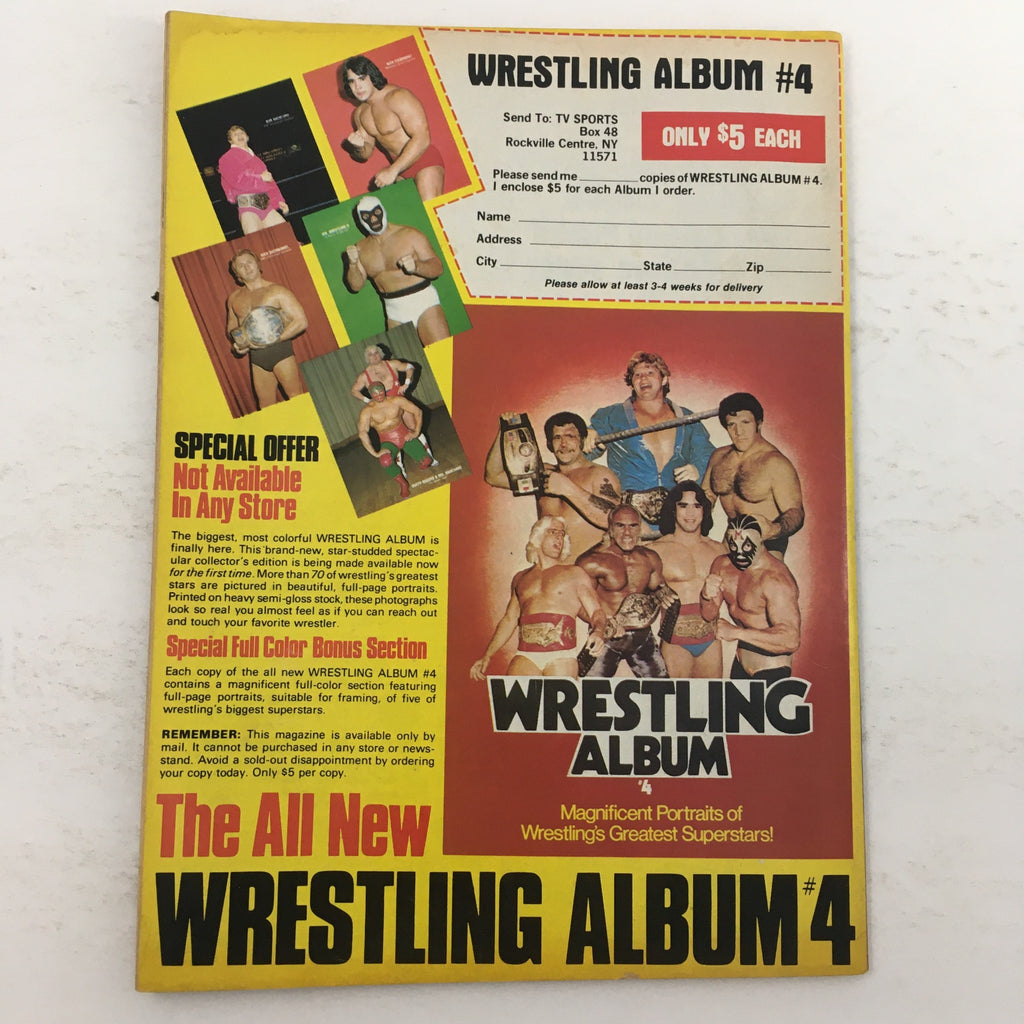 WRESTLING ALBUM #4
Send To: TV SPORTS
Box 48
Rockville Centre, NY
11571
ONLY $5 EACH
Please send me copies of WRESTLING ALBUM #4.
I enclose $5 for each Album I order.
Name
Address
City State Zip
Please allow at least 3-4 weeks for delivery
SPECIAL OFFER
Not Available
In Any Store
The biggest, most colorful WRESTLING ALBUM is
finally here. This brand-new, star-studded spectac-
ular collector's edition is being made available now
for the first time. More than 70 of wrestling's greatest
stars are pictured in beautiful, full-page portraits.
Printed on heavy semi-gloss stock, these photographs
look so real you almost feel as if you can reach out
and touch your favorite wrestler.
Special Full Color Bonus Section
Each copy of the all new WRESTLING ALBUM #4
contains a magnificent full-color section featuring
full-page portraits, suitable for framing, of five of
wrestling's biggest superstars.
REMEMBER: This magazine is available only by
mail. It cannot be purchased in any store or news-
stand. Avoid a sold-out disappointment by ordering
your copy today. Only $5 per copy.
WRESTLING
ALBUM
'4
Magnificent Portraits of
Wrestling's Greatest Superstars!
The All New
WRESTLING ALBUM #4